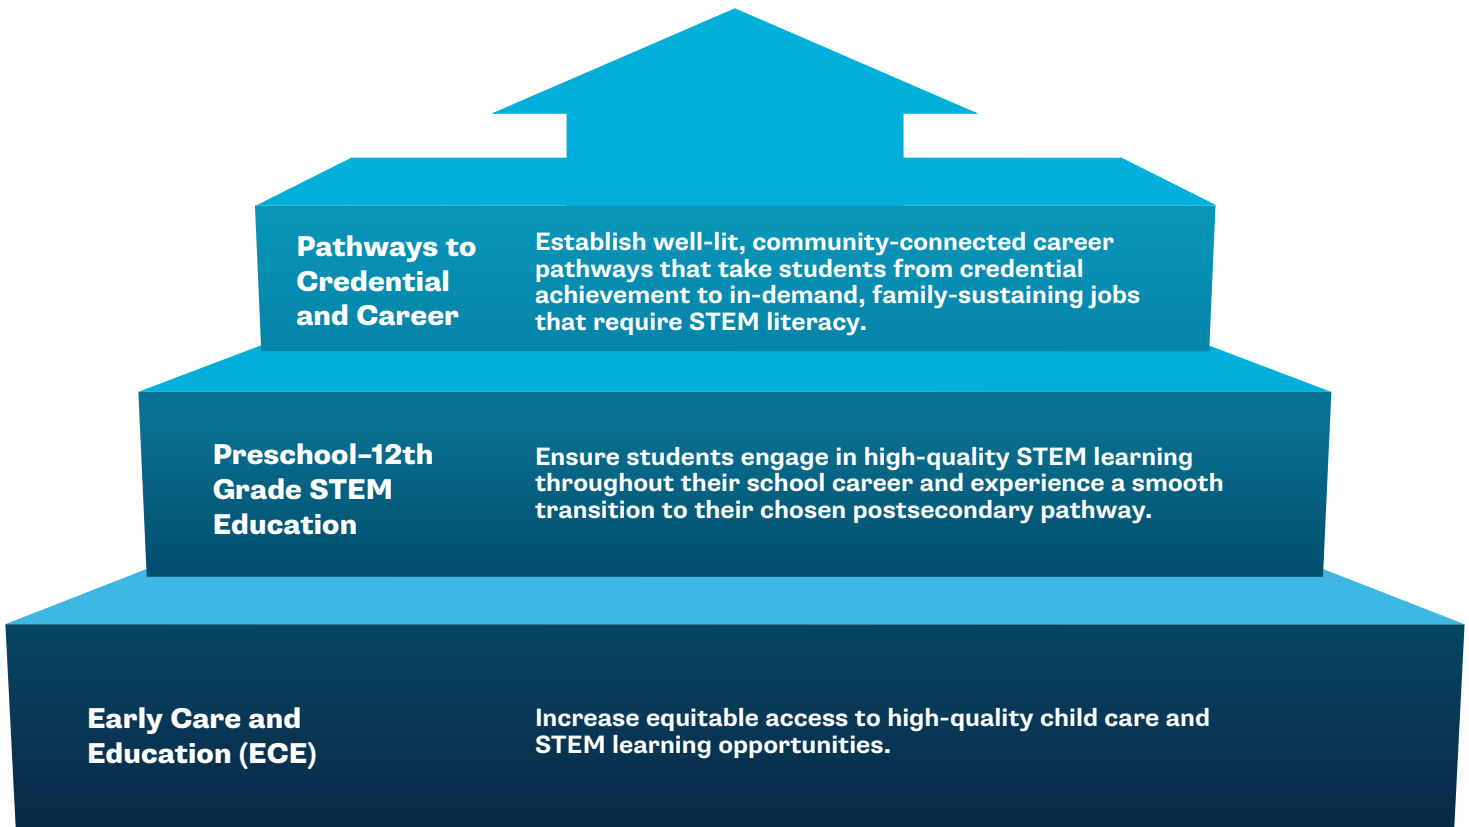 Pathways to
Credential
and Career
Establish well-lit, community-connected career
pathways that take students from credential
achievement to in-demand, family-sustaining jobs
that require STEM literacy.
Preschool–12th
Grade STEM
Education
Ensure students engage in high-quality STEM learning
throughout their school career and experience a smooth
transition to their chosen postsecondary pathway.
Early Care and
Education (ECE)
Increase equitable access to high-quality child care and
STEM learning opportunities.